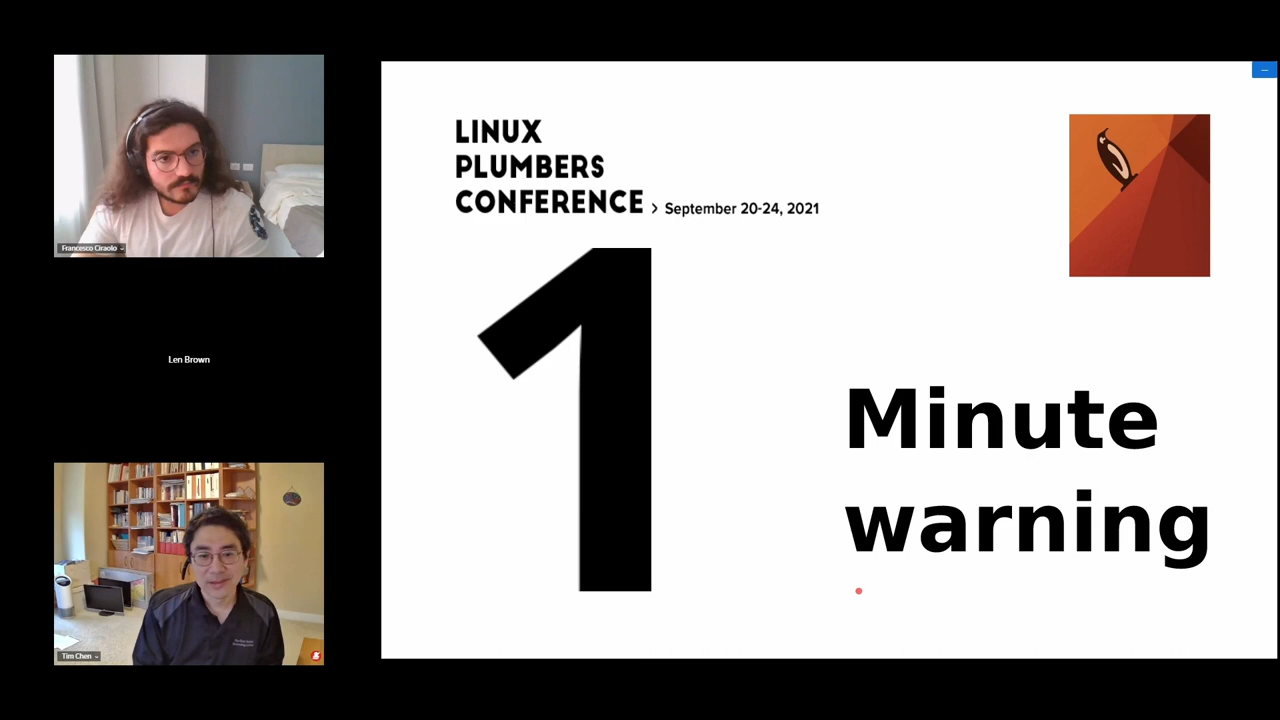 Francesco Ciraolo
Len Brown
Tim Chen
LINUX
PLUMBERS
CONFERENCE > September 20-24, 2021
1
Minute
warning